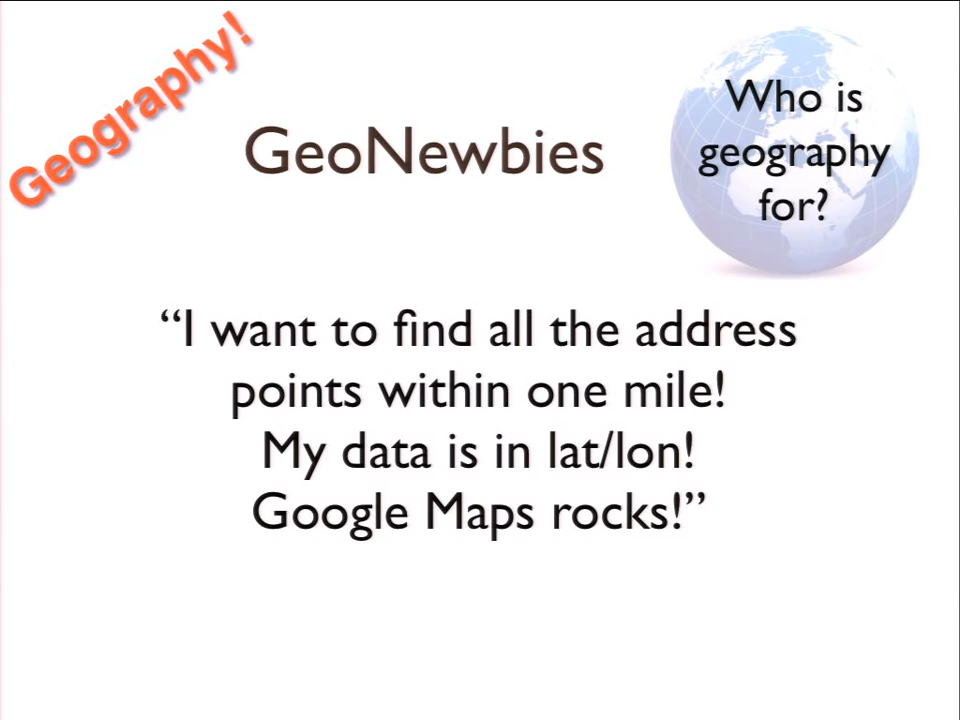 Geography!
GeoNewbies
Who is
geography
for?
“I want to find all the address
points within one mile!
My data is in lat/lon!
Google Maps rocks!”